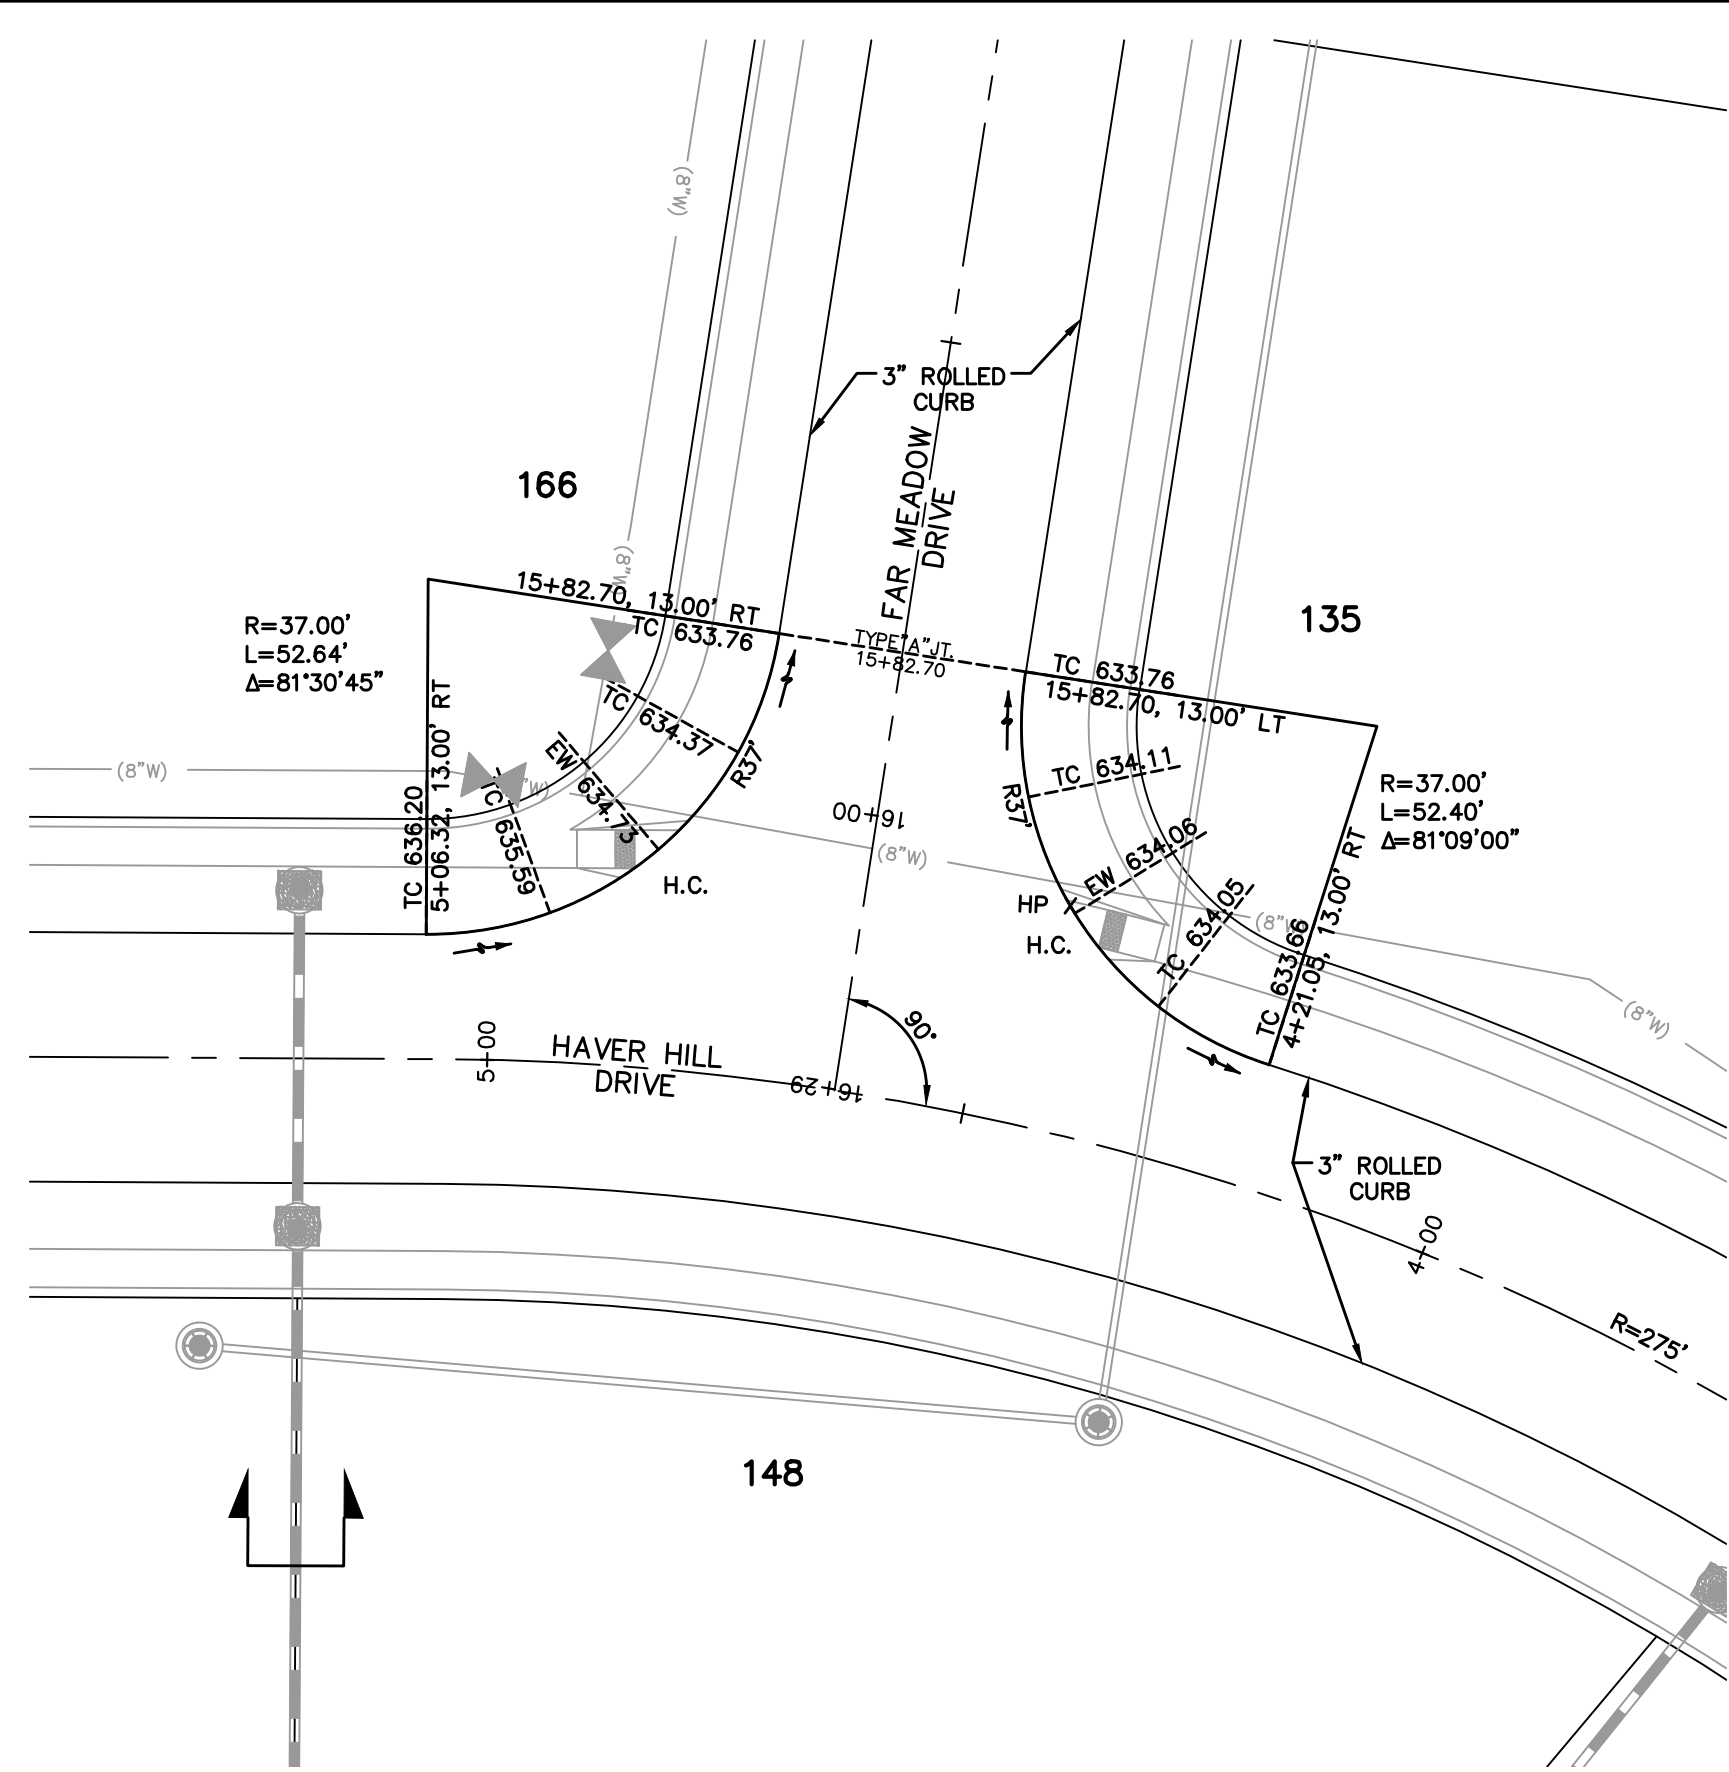 (8"W)
3" ROLLED
CURB
166
FAR MEADOW
DRIVE
(8"W)
15+82.70, 13.00' RT
TC 633.76
R=37.00'
L=52.64'
Δ=81°30'45"
TYPE"A"JT.
15+82.70
135
TC 633.76
15+82.70, 13.00' LT
TC 634.37
EW 634.73
TC 635.59
R37'
TC 636.20
5+06.32, 13.00' RT
(8"W)
"W)
H.C.
16+00
(8"W)
TC 634.11
R37'
EW 634.06
TC 634.05
HP
H.C.
R=37.00'
L=52.40'
Δ=81°09'00"
TC 633.66
4+21.05, 13.00' RT
(8"W)
(8"W)
90°
5+00
HAVER HILL
DRIVE
16+29
3" ROLLED
CURB
4+00
R=275'
148